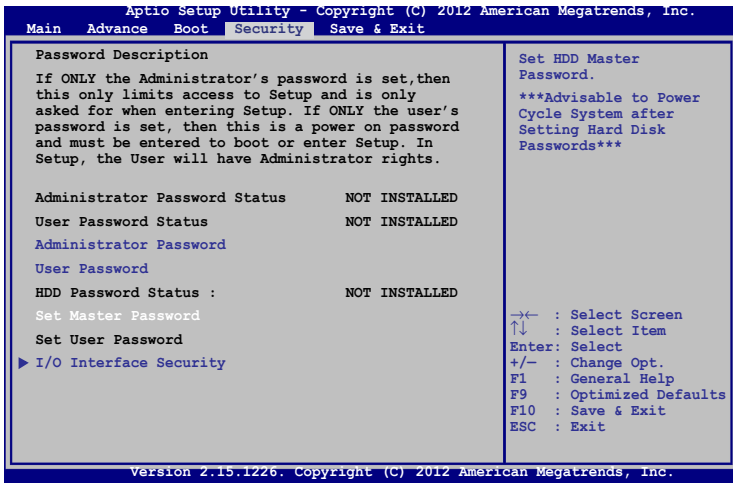 Aptio Setup Utility - Copyright (C) 2012 American Megatrends, Inc.
Main Advance Boot Security Save & Exit
Password Description
If ONLY the Administrator's password is set,then
this only limits access to Setup and is only
asked for when entering Setup. If ONLY the user's
password is set, then this is a power on password
and must be entered to boot or enter Setup. In
Setup, the User will have Administrator rights.
Administrator Password Status NOT INSTALLED
User Password Status NOT INSTALLED
Administrator Password
User Password
HDD Password Status : NOT INSTALLED
Set Master Password
Set User Password
I/O Interface Security
Set HDD Master
Password.
***Advisable to Power
Cycle System after
Setting Hard Disk
Passwords***
→← : Select Screen
↑↓ : Select Item
Enter: Select
+/— : Change Opt.
F1 : General Help
F9 : Optimized Defaults
F10 : Save & Exit
ESC : Exit
Version 2.15.1226. Copyright (C) 2012 American Megatrends, Inc.